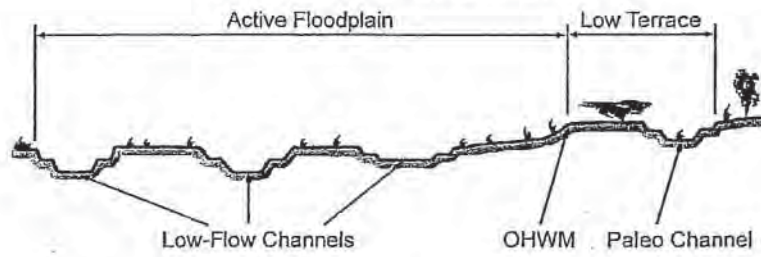 Active Floodplain
Low Terrace
Low-Flow Channels
OHWM
Paleo Channel